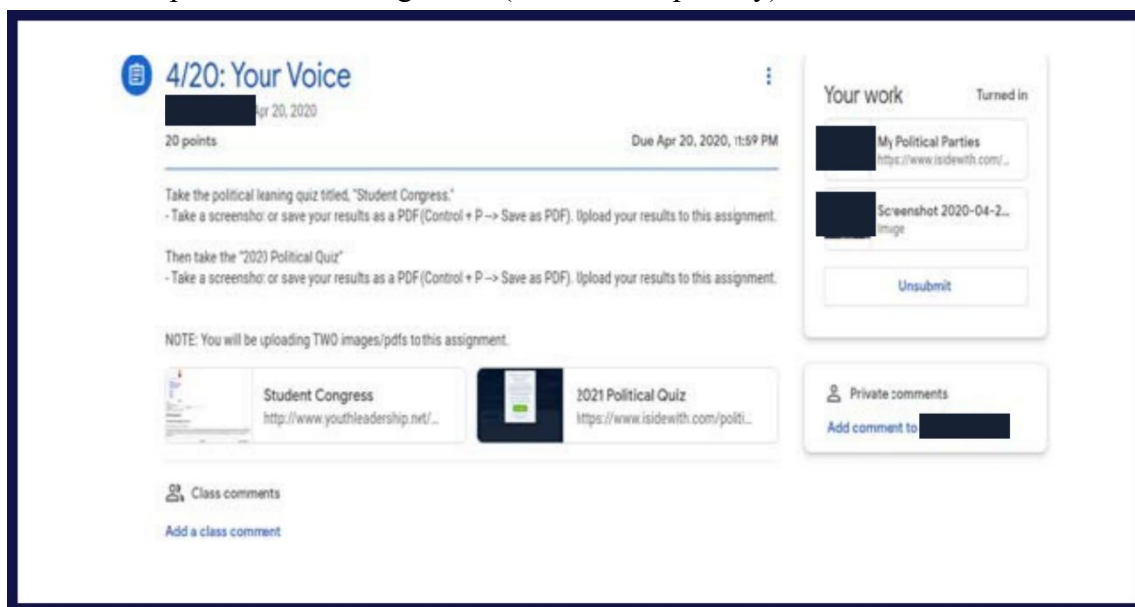 4/20: Your Voice
Apr 20, 2020
20 points
Due Apr 20, 2020, 11:59 PM
Take the political leaning quiz titled, "Student Congress."
- Take a screenshot or save your results as a PDF (Control + P --> Save as PDF). Upload your results to this assignment.
Then take the "2020 Political Quiz"
- Take a screenshot or save your results as a PDF (Control + P --> Save as PDF). Upload your results to this assignment.
NOTE: You will be uploading TWO images/pdfs to this assignment.
Student Congress
http://www.youthleadership.net/...
2021 Political Quiz
https://www.isidewith.com/politi...
Class comments
Add a class comment
Your work
Turned in
My Political Parties
https://www.isidewith.com/...
Screenshot 2020-04-2...
Image
Unsubmit
Private comments
Add comment to